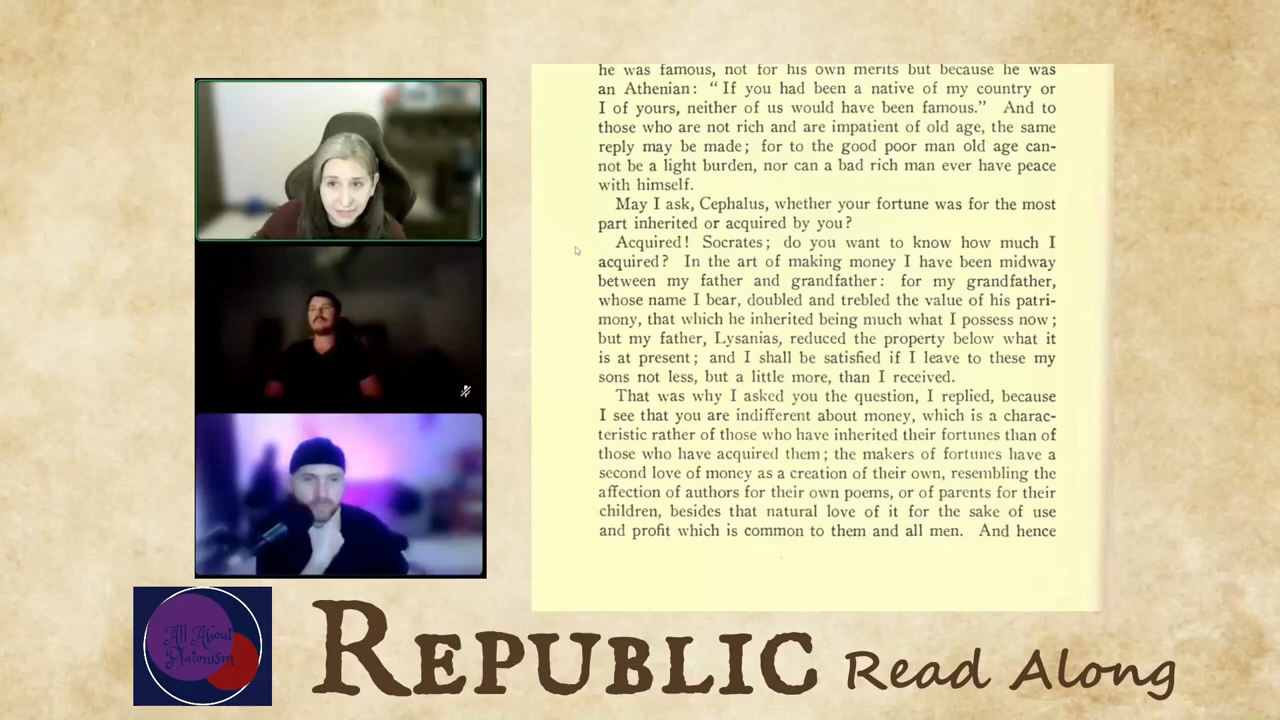 he was famous, not for his own merits but because he was
an Athenian: “ If you had been a native of my country or
I of yours, neither of us would have been famous.” And to
those who are not rich and are impatient of old age, the same
reply may be made ; for to the good poor man old age can-
not be a light burden, nor can a bad rich man ever have peace
with himself.
May I ask, Cephalus, whether your fortune was for the most
part inherited or acquired by you ?
Acquired ! Socrates ; do you want to know how much I
acquired ? In the art of making money I have been midway
between my father and grandfather : for my grandfather,
whose name I bear, doubled and trebled the value of his patri-
mony, that which he inherited being much what I possess now ;
but my father, Lysanias, reduced the property below what it
is at present ; and I shall be satisfied if I leave to these my
sons not less, but a little more, than I received.
That was why I asked you the question, I replied, because
I see that you are indifferent about money, which is a charac-
teristic rather of those who have inherited their fortunes than of
those who have acquired them ; the makers of fortunes have a
second love of money as a creation of their own, resembling the
affection of authors for their own poems, or of parents for their
children, besides that natural love of it for the sake of use
and profit which is common to them and all men. And hence
All About
Platonism
REPUBLIC Read Along